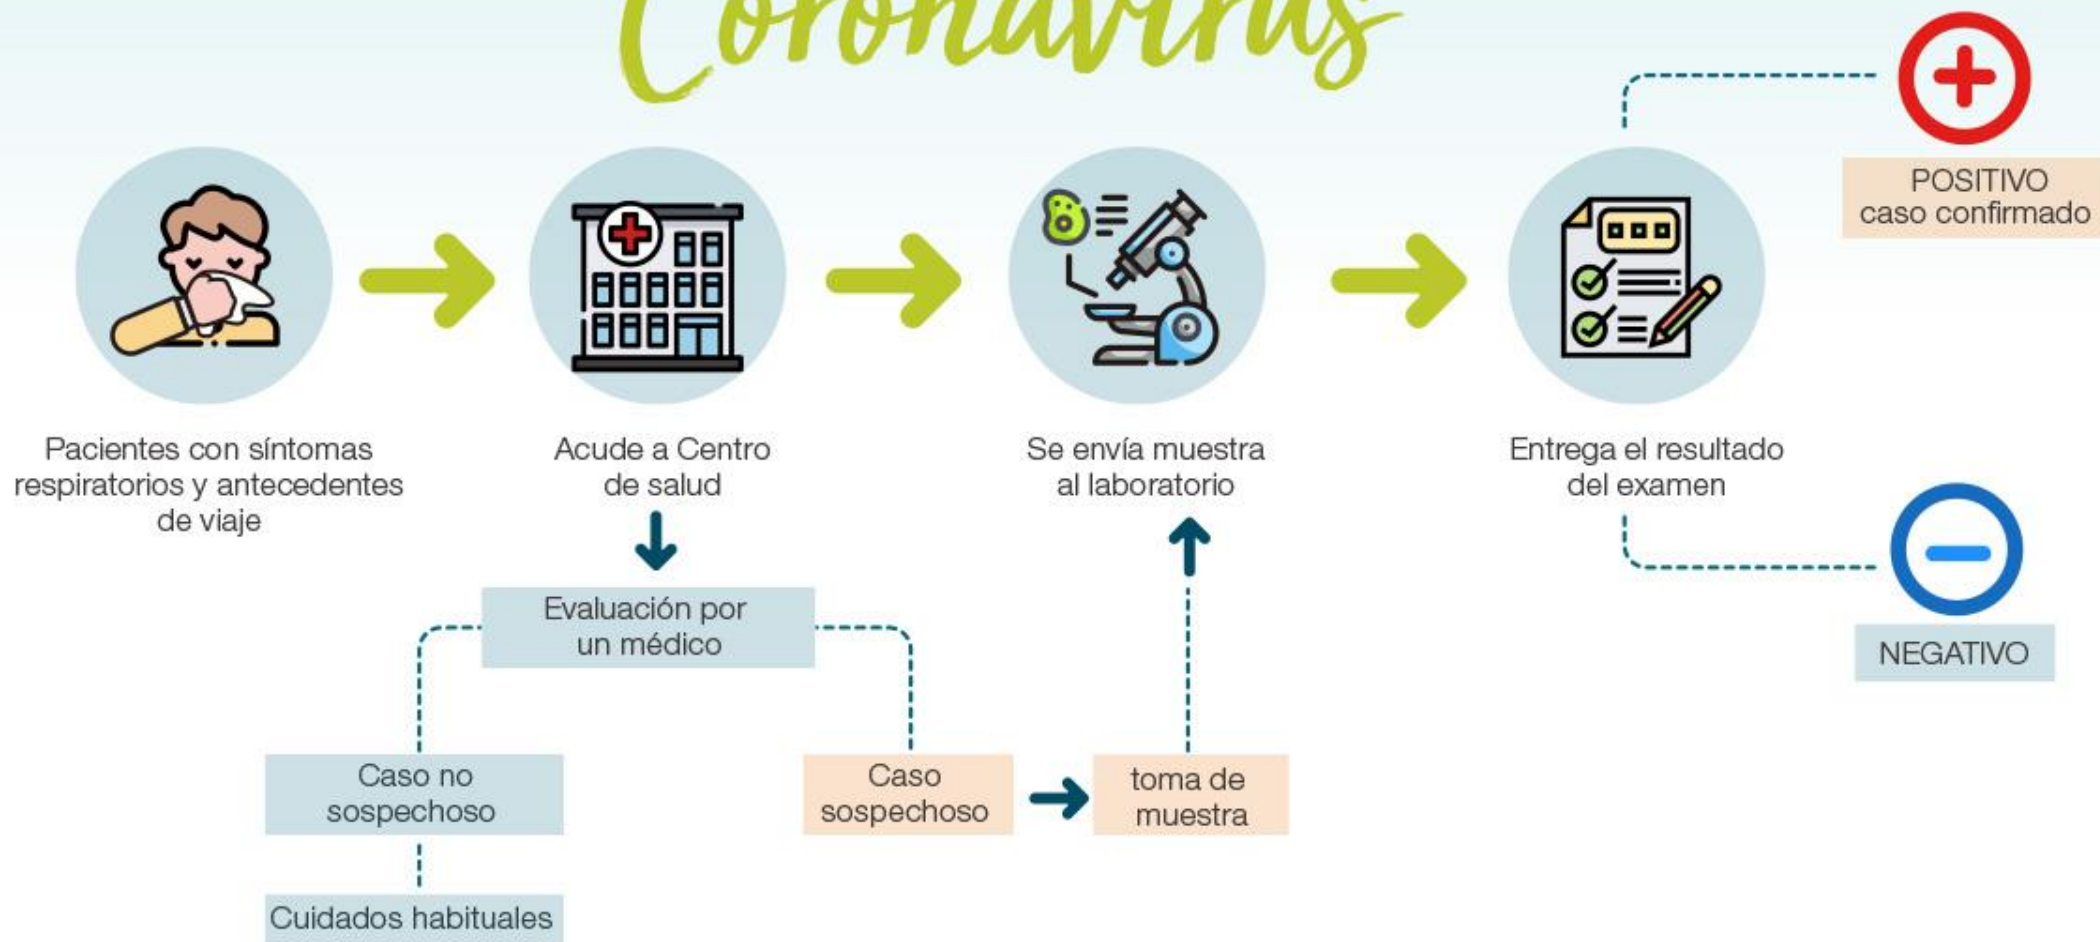 Coronavirus
POSITIVO
caso confirmado
Pacientes con síntomas
respiratorios y antecedentes
de viaje
Acude a Centro
de salud
Se envía muestra
al laboratorio
Entrega el resultado
del examen
Evaluación por
un médico
NEGATIVO
Caso no
sospechoso
Caso
sospechoso
toma de
muestra
Cuidados habituales